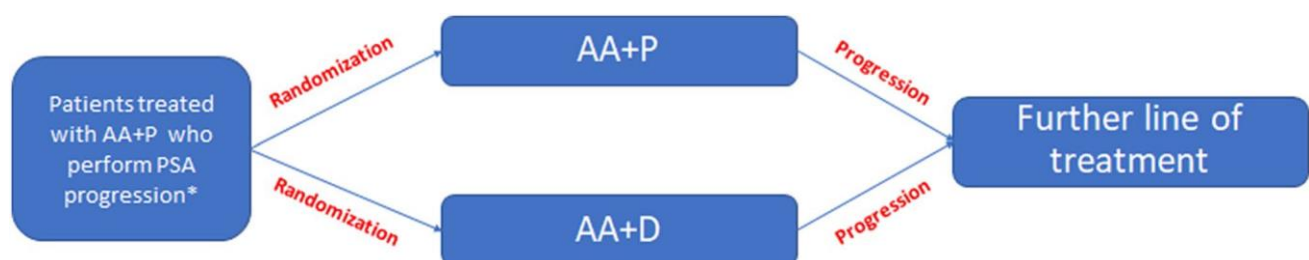 Patients treated
with AA+P who
perform PSA
progression*
Randomization
Randomization
AA+P
AA+D
Progression
Progression
Further line of
treatment